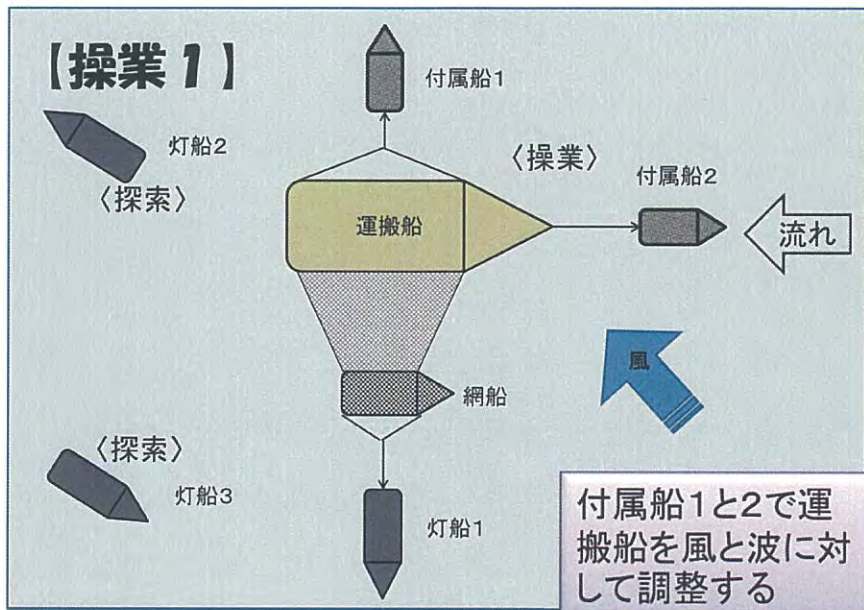 【操業1】
付属船1
灯船2
〈探索〉
〈操業〉
付属船2
運搬船
流れ
風
網船
〈探索〉
灯船3
灯船1
付属船1と2で運
搬船を風と波に対
して調整する